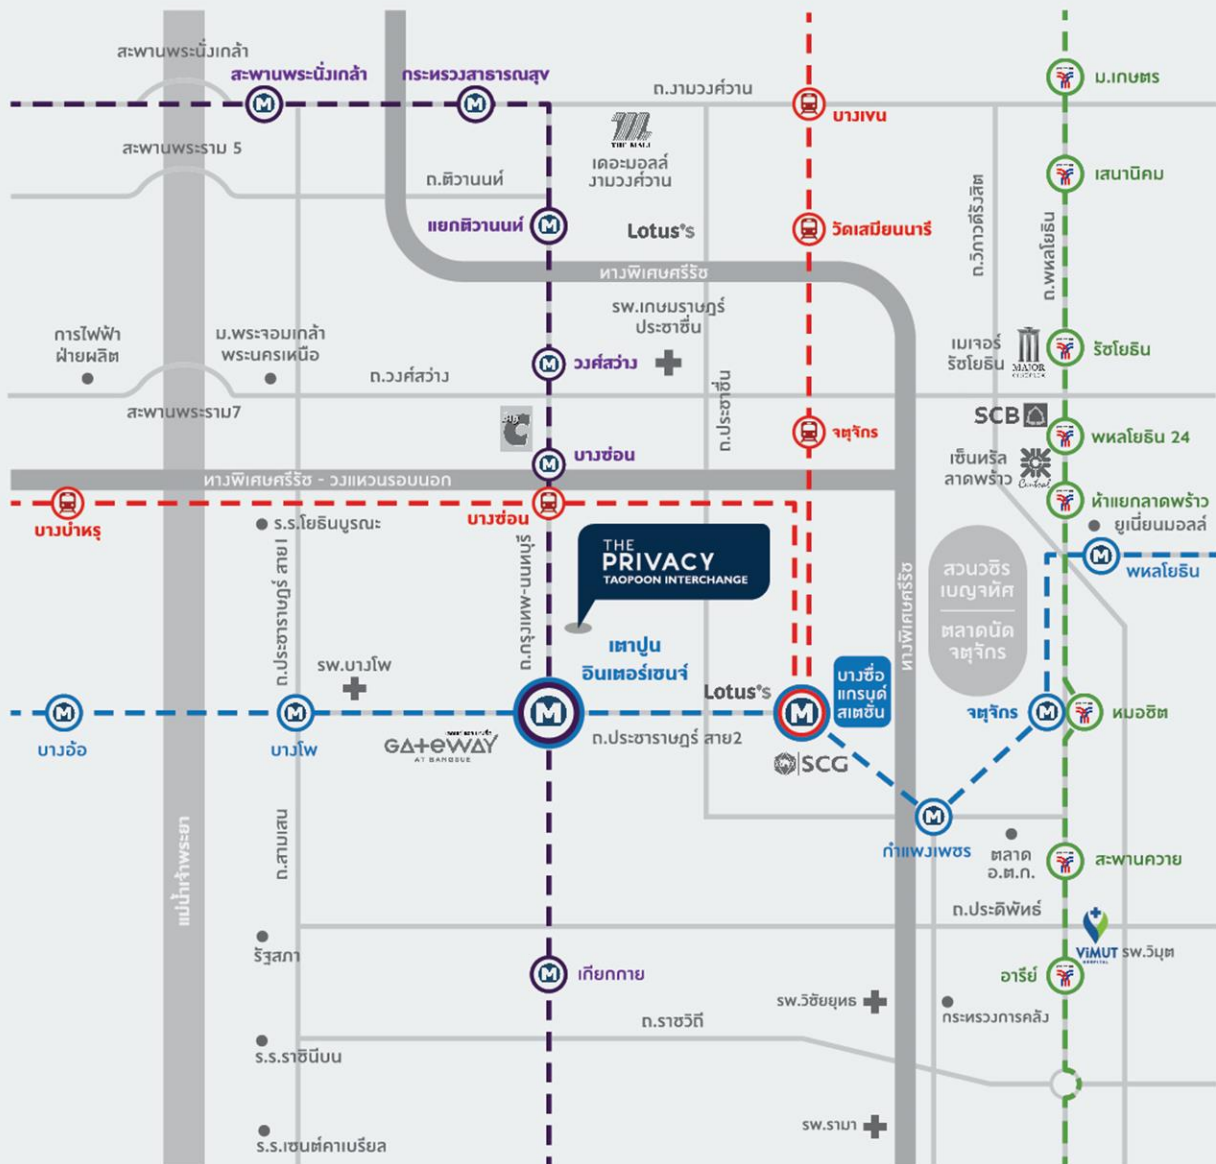 สะพานพระนั่งเกล้า
สะพานพระนั่งเกล้า
กระทรวงสาธารณสุข
ถ.งามวงศ์วาน
บางเขน
ม.เกษตร
THE MALL
เดอะมอลล์
งามวงศ์วาน
สะพานพระราม 5
ถ.ติวานนท์
เสนานิคม
แยกติวานนท์
Lotus's
วัดเสมียนนารี
ถ.วิภาวดีรังสิต
ถ.พหลโยธิน
ทางพิเศษศรีรัช
รพ.เกษมราษฎร์
ประชาชื่น
การไฟฟ้า
ฝ่ายผลิต
ม.พระจอมเกล้า
พระนครเหนือ
วงศ์สว่าง
ถ.วงศ์สว่าง
เมเจอร์
รัชโยธิน
MAJOR
รัชโยธิน
สะพานพระราม7
ถ.ประชาชื่น
จตุจักร
SCB
พหลโยธิน 24
บางซ่อน
เซ็นทรัล
ลาดพร้าว
Central
ทางพิเศษศรีรัช - วงแหวนรอบนอก
ห้าแยกลาดพร้าว
บางบำหรุ
ร.ร.โยธินบูรณะ
บางซ่อน
ยูเนี่ยนมอลล์
พหลโยธิน
ถ.ประชาราษฎร์ สาย1
ถ.กรุงเทพ-นนทบุรี
THE
PRIVACY
TAOPOON INTERCHANGE
ทางพิเศษศรีรัช
สวนวชิร
เบญจทัศ
ตลาดนัด
จตุจักร
เตาปูน
อินเตอร์เชนจ์
รพ.บางโพ
Lotus's
บางซื่อ
แกรนด์
สเตชั่น
จตุจักร
หมอชิต
บางอ้อ
บางโพ
GATEWAY
AT BANGSUE
ถ.ประชาราษฎร์ สาย2
SCG
แม่น้ำเจ้าพระยา
ถ.สามเสน
กำแพงเพชร
ตลาด
อ.ต.ก.
สะพานควาย
ถ.ประดิพัทธ์
รัฐสภา
ViMUT
HOSPITAL
รพ.วิมุต
เกียกกาย
อารีย์
รพ.วิชัยยุทธ
กระทรวงการคลัง
ถ.ราชวิถี
ร.ร.ราชินีบน
รพ.รามา
ร.ร.เซนต์คาเบรียล